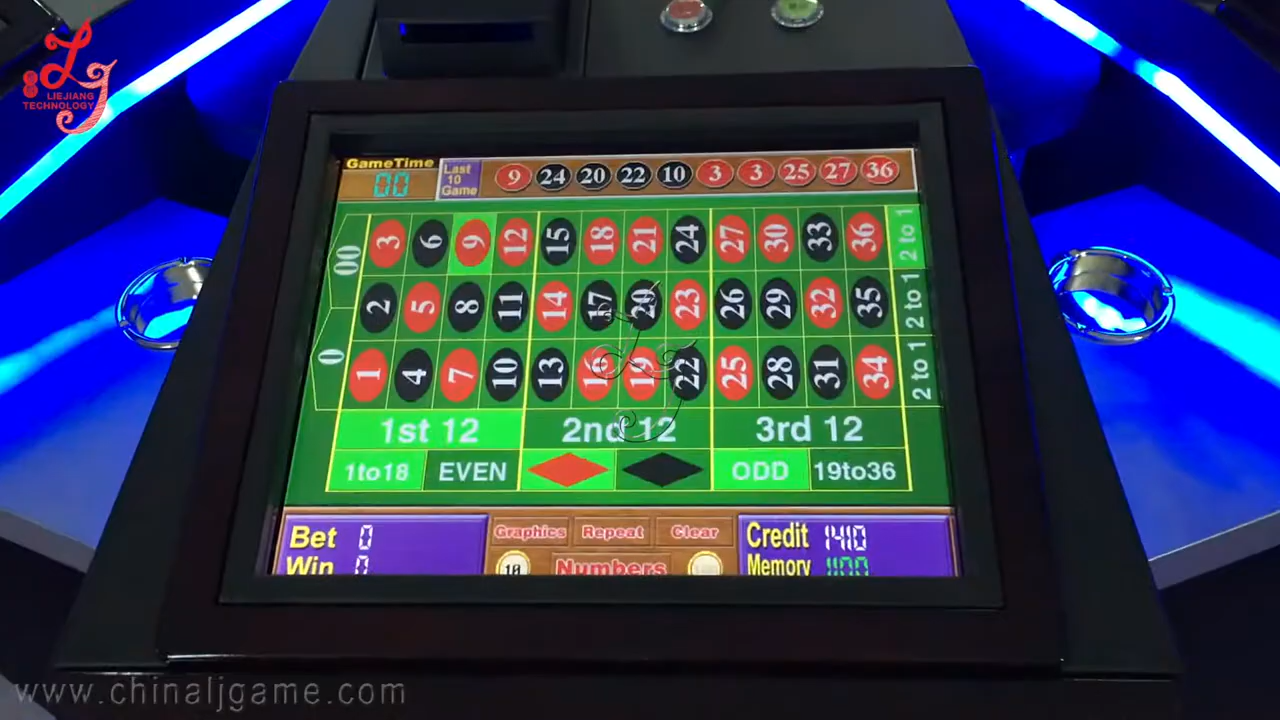 LIEJIANG
TECHNOLOGY
GameTime
00
Last
10
Game
9 24 20 22 10 3 3 25 27 36
00
3 6 9 12 15 18 21 24 27 30 33 36 2 to 1
2 5 8 11 14 17 20 23 26 29 32 35 2 to 1
0
1 4 7 10 13 16 19 22 25 28 31 34 2 to 1
1st 12 2nd 12 3rd 12
1to18 EVEN ODD 19to36
Bet 0
Win 0
Graphics Repeat Clear
10 Numbers
Credit 1410
Memory 1100
www.chinaljgame.com